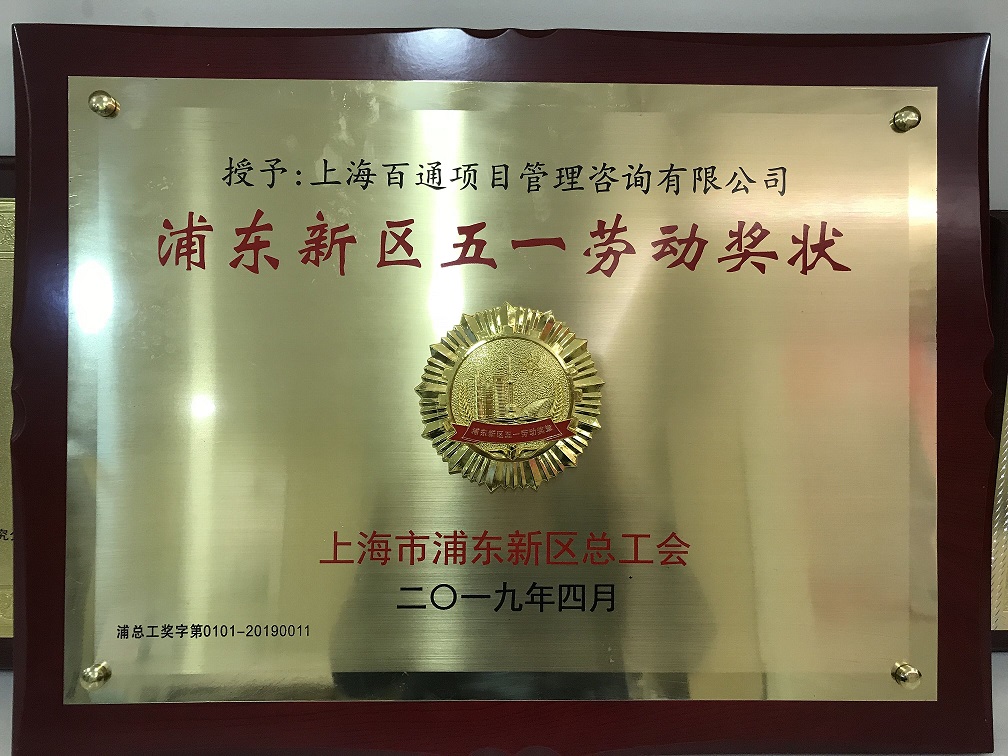 授予:上海百通项目管理咨询有限公司
浦东新区五一劳动奖状
浦东新区五一劳动奖章
上海市浦东新区总工会
二〇一九年四月
浦总工奖字第0101-20190011